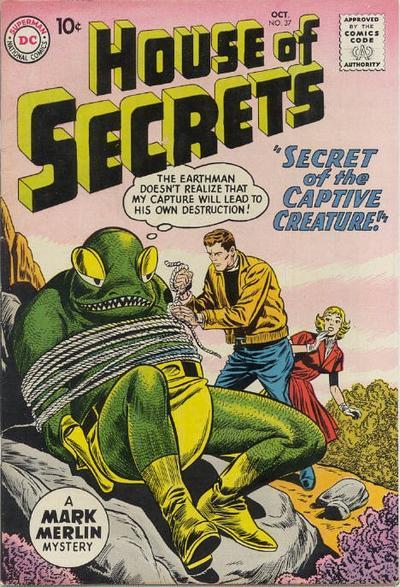 SUPERMAN
DC
NATIONAL COMICS
10¢
OCT.
NO. 37
APPROVED
BY THE
COMICS
CODE
CA
AUTHORITY
HOUSE of
SECRETS
"SECRET
of the
CAPTIVE
CREATURE!"
THE EARTHMAN
DOESN'T REALIZE THAT
MY CAPTURE WILL LEAD TO
HIS OWN DESTRUCTION!
A
MARK
MERLIN
MYSTERY